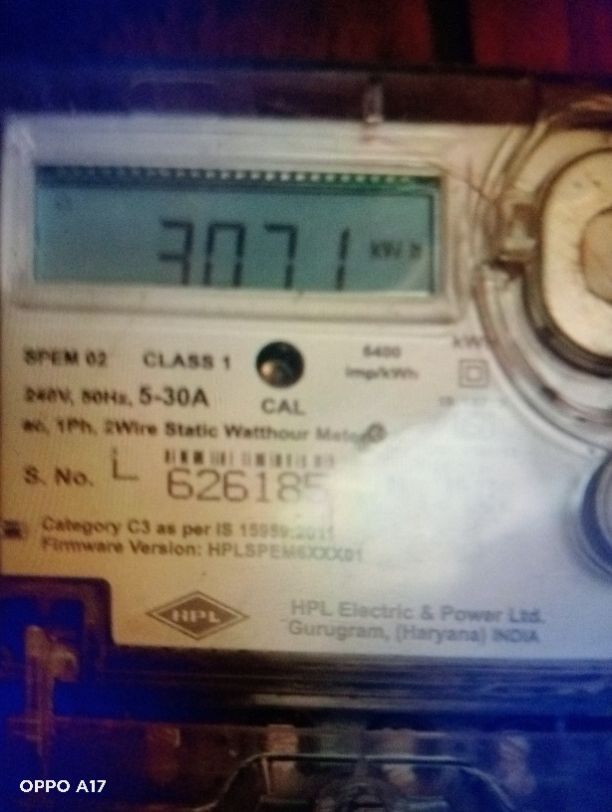 3071 kWh
SPEM 02 CLASS 1 6400
240V, 50Hz, 5-30A imp/kWh
CAL
ac, 1Ph, 2Wire Static Watthour Meter
S. No. L 626185
Category C3 as per IS 15959:2011
Firmware Version: HPLSPEM6XXX01
HPL HPL Electric & Power Ltd.
Gurugram, (Haryana) INDIA
OPPO A17